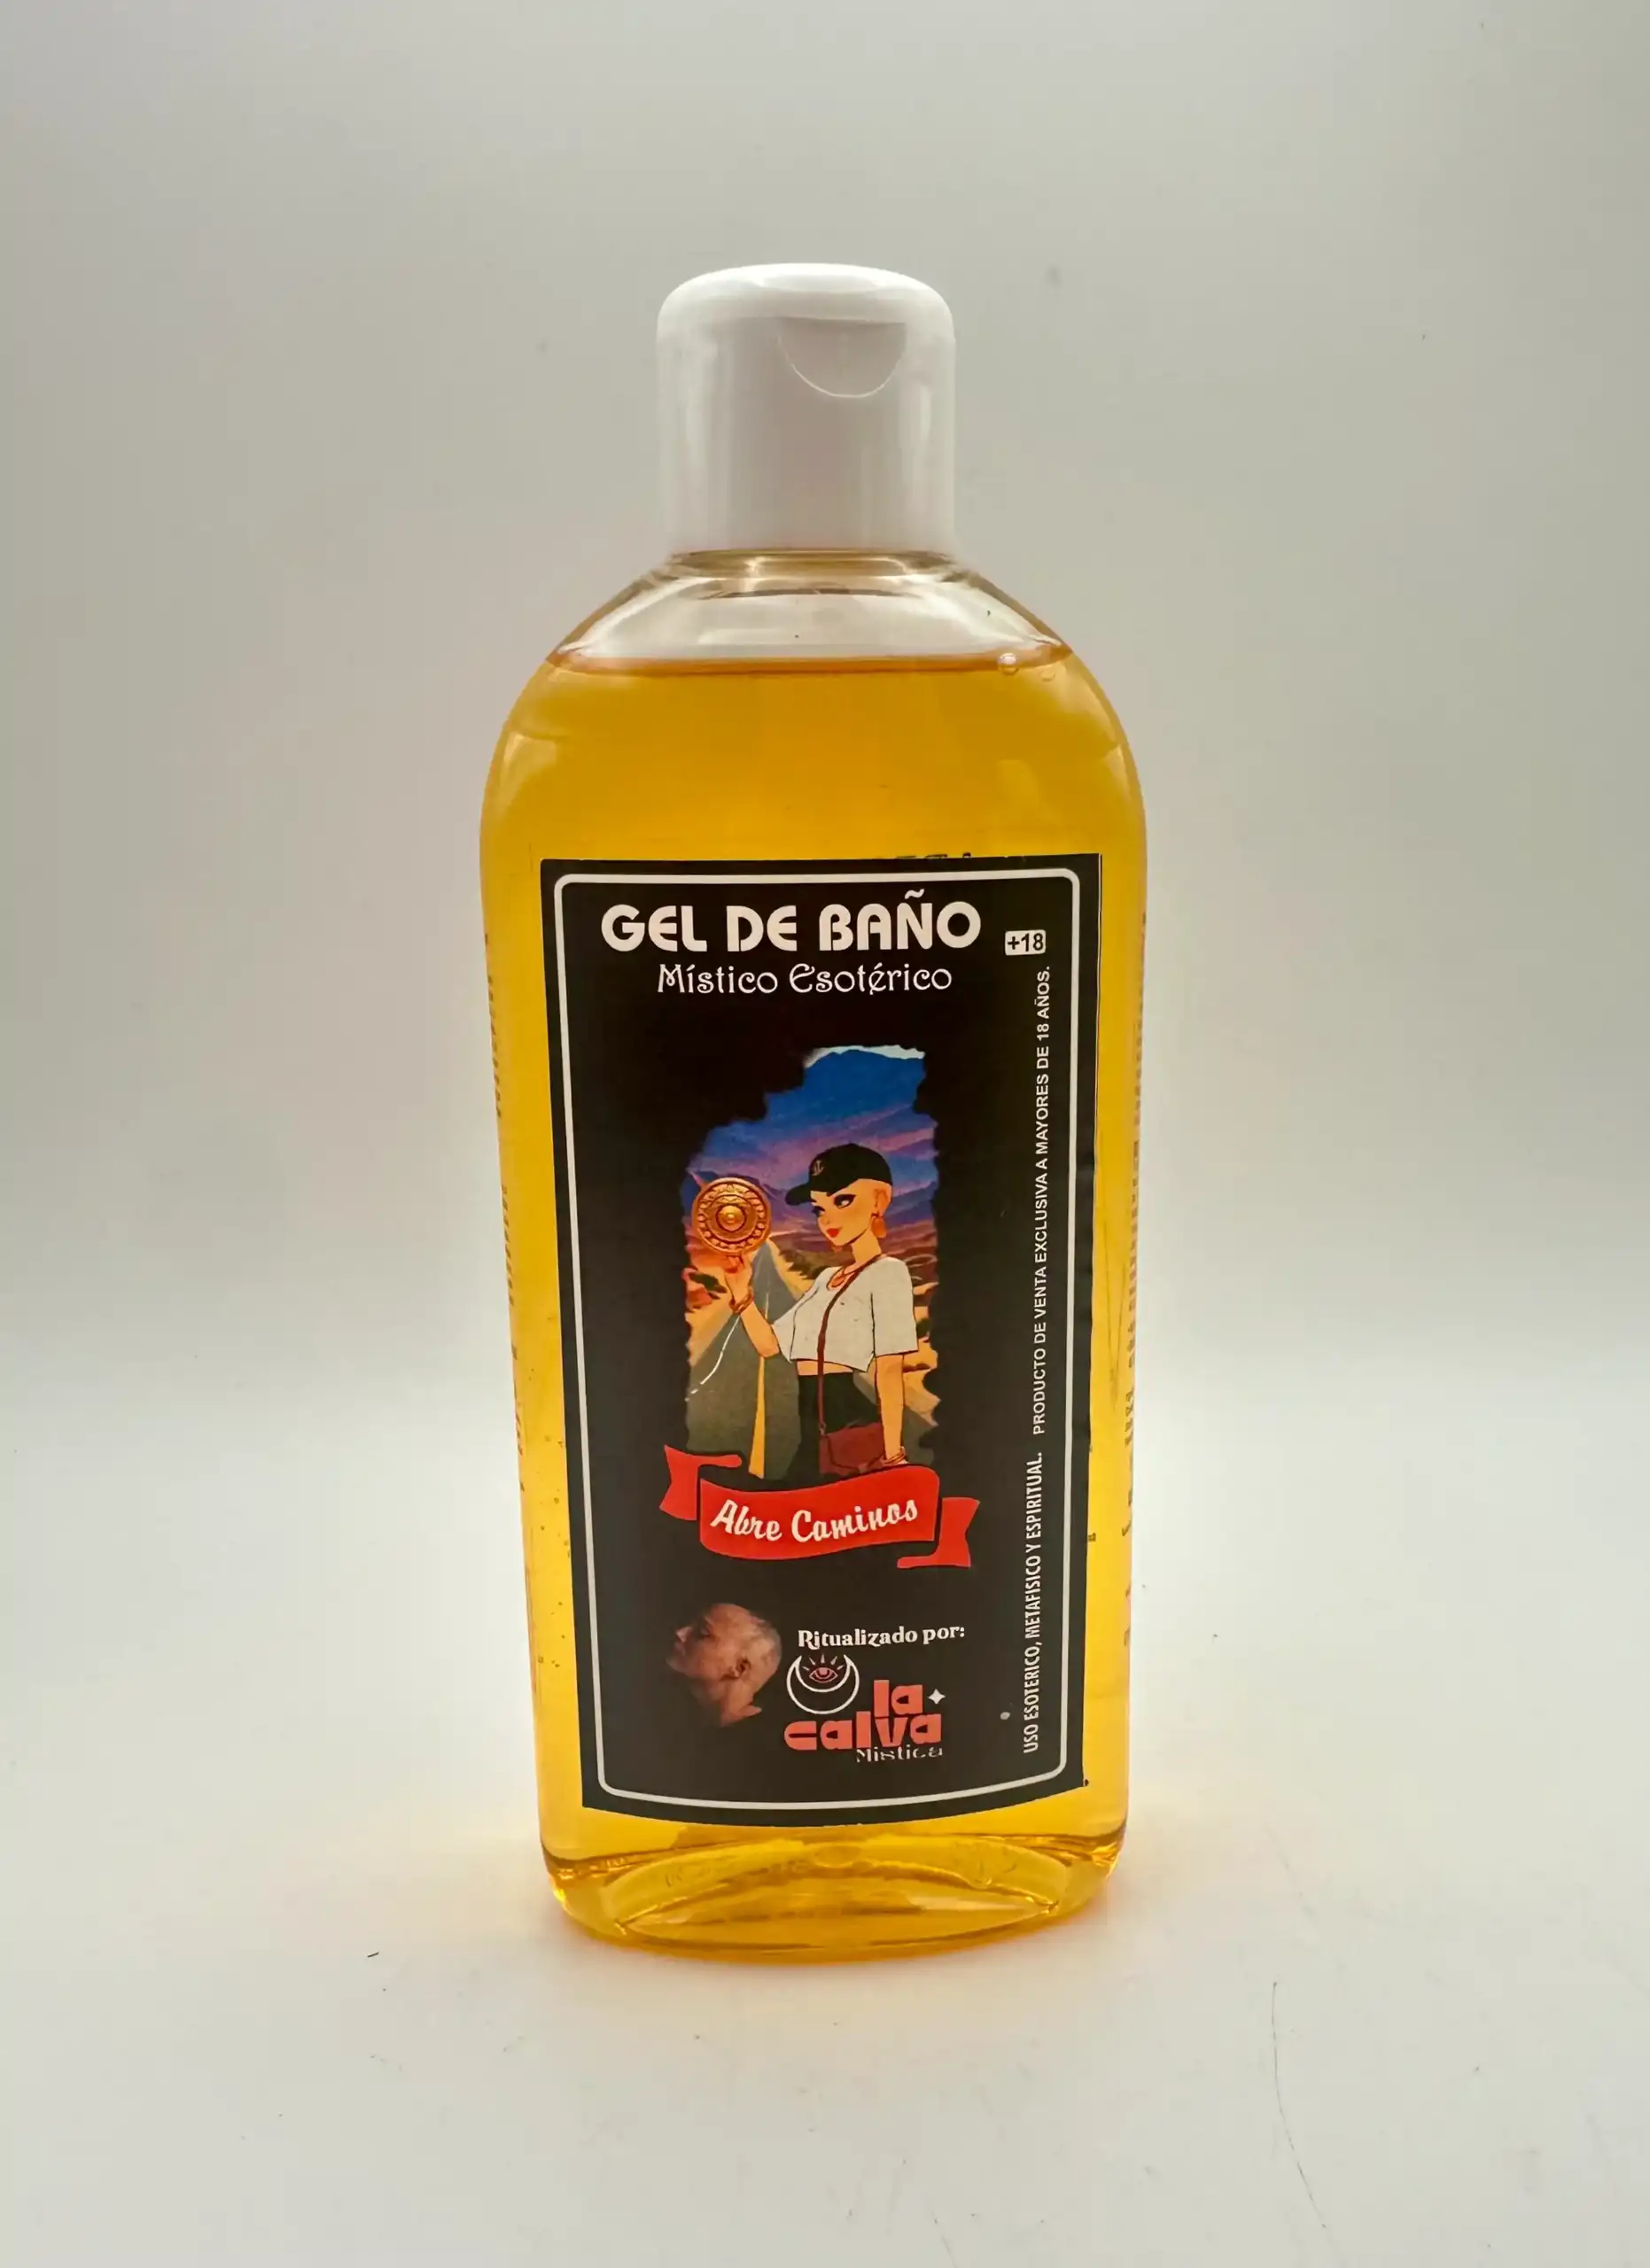 GEL DE BAÑO
Místico Esotérico
+18
USO ESOTERICO, METAFISICO Y ESPIRITUAL. PRODUCTO DE VENTA EXCLUSIVA A MAYORES DE 18 AÑOS.
Abre Caminos
Ritualizado por:
la
calva
Mistica